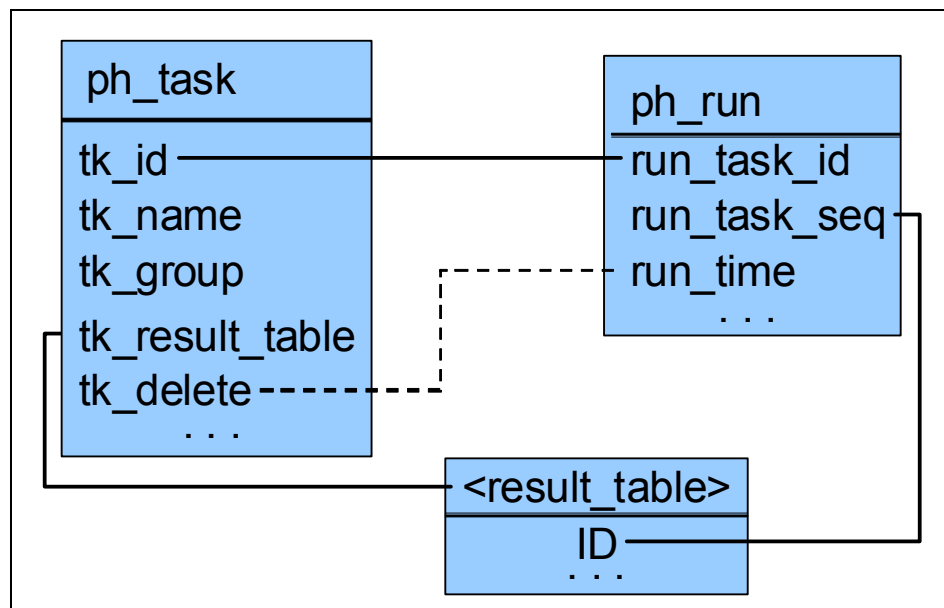 ph_task
tk_id
tk_name
tk_group
tk_result_table
tk_delete
. . .
ph_run
run_task_id
run_task_seq
run_time
. . .
<result_table>
ID
. . .